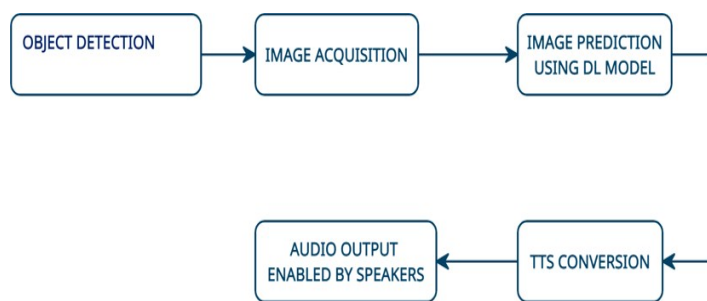 OBJECT DETECTION
IMAGE ACQUISITION
IMAGE PREDICTION
USING DL MODEL
TTS CONVERSION
AUDIO OUTPUT
ENABLED BY SPEAKERS